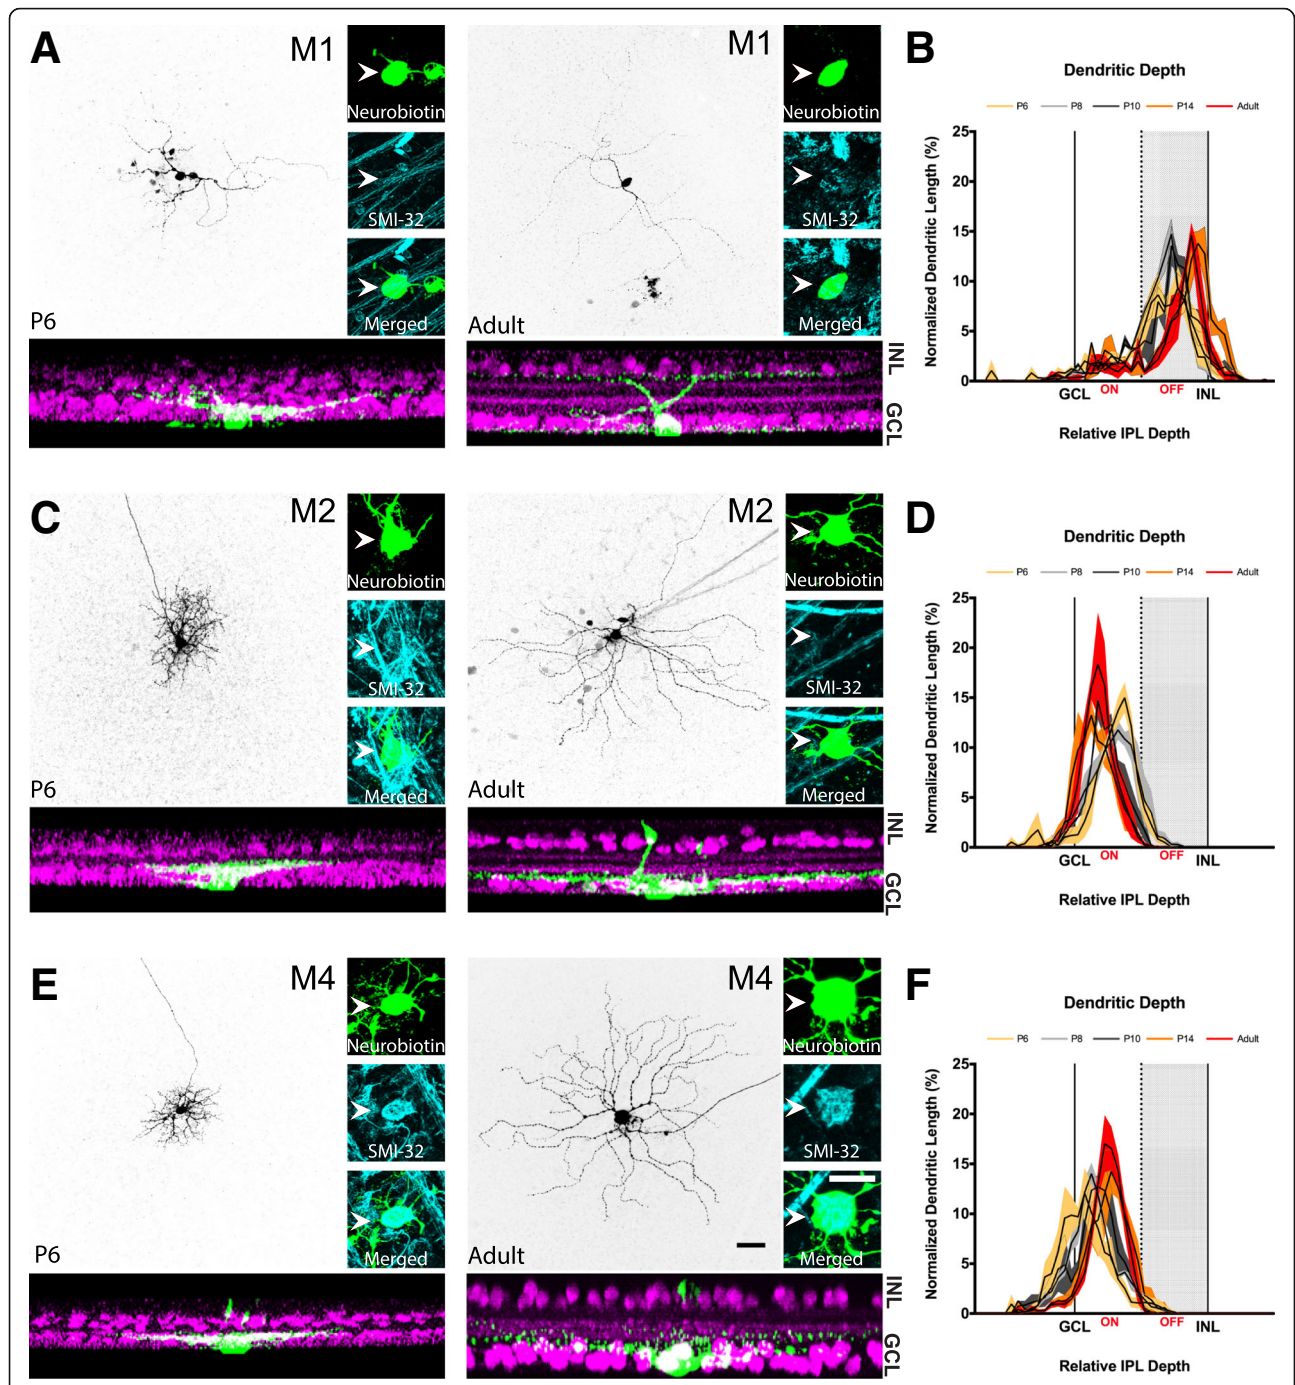 A
M1
Neurobiotin
SMI-32
Merged
P6
M1
Neurobiotin
SMI-32
Merged
Adult
INL
GCL
B
Dendritic Depth
P6 P8 P10 P14 Adult
Normalized Dendritic Length (%)
25
20
15
10
5
0
GCL ON OFF INL
Relative IPL Depth
C
M2
Neurobiotin
SMI-32
Merged
P6
M2
Neurobiotin
SMI-32
Merged
Adult
INL
GCL
D
Dendritic Depth
P6 P8 P10 P14 Adult
Normalized Dendritic Length (%)
25
20
15
10
5
0
GCL ON OFF INL
Relative IPL Depth
E
M4
Neurobiotin
SMI-32
Merged
P6
M4
Neurobiotin
SMI-32
Merged
Adult
INL
GCL
F
Dendritic Depth
P6 P8 P10 P14 Adult
Normalized Dendritic Length (%)
25
20
15
10
5
0
GCL ON OFF INL
Relative IPL Depth